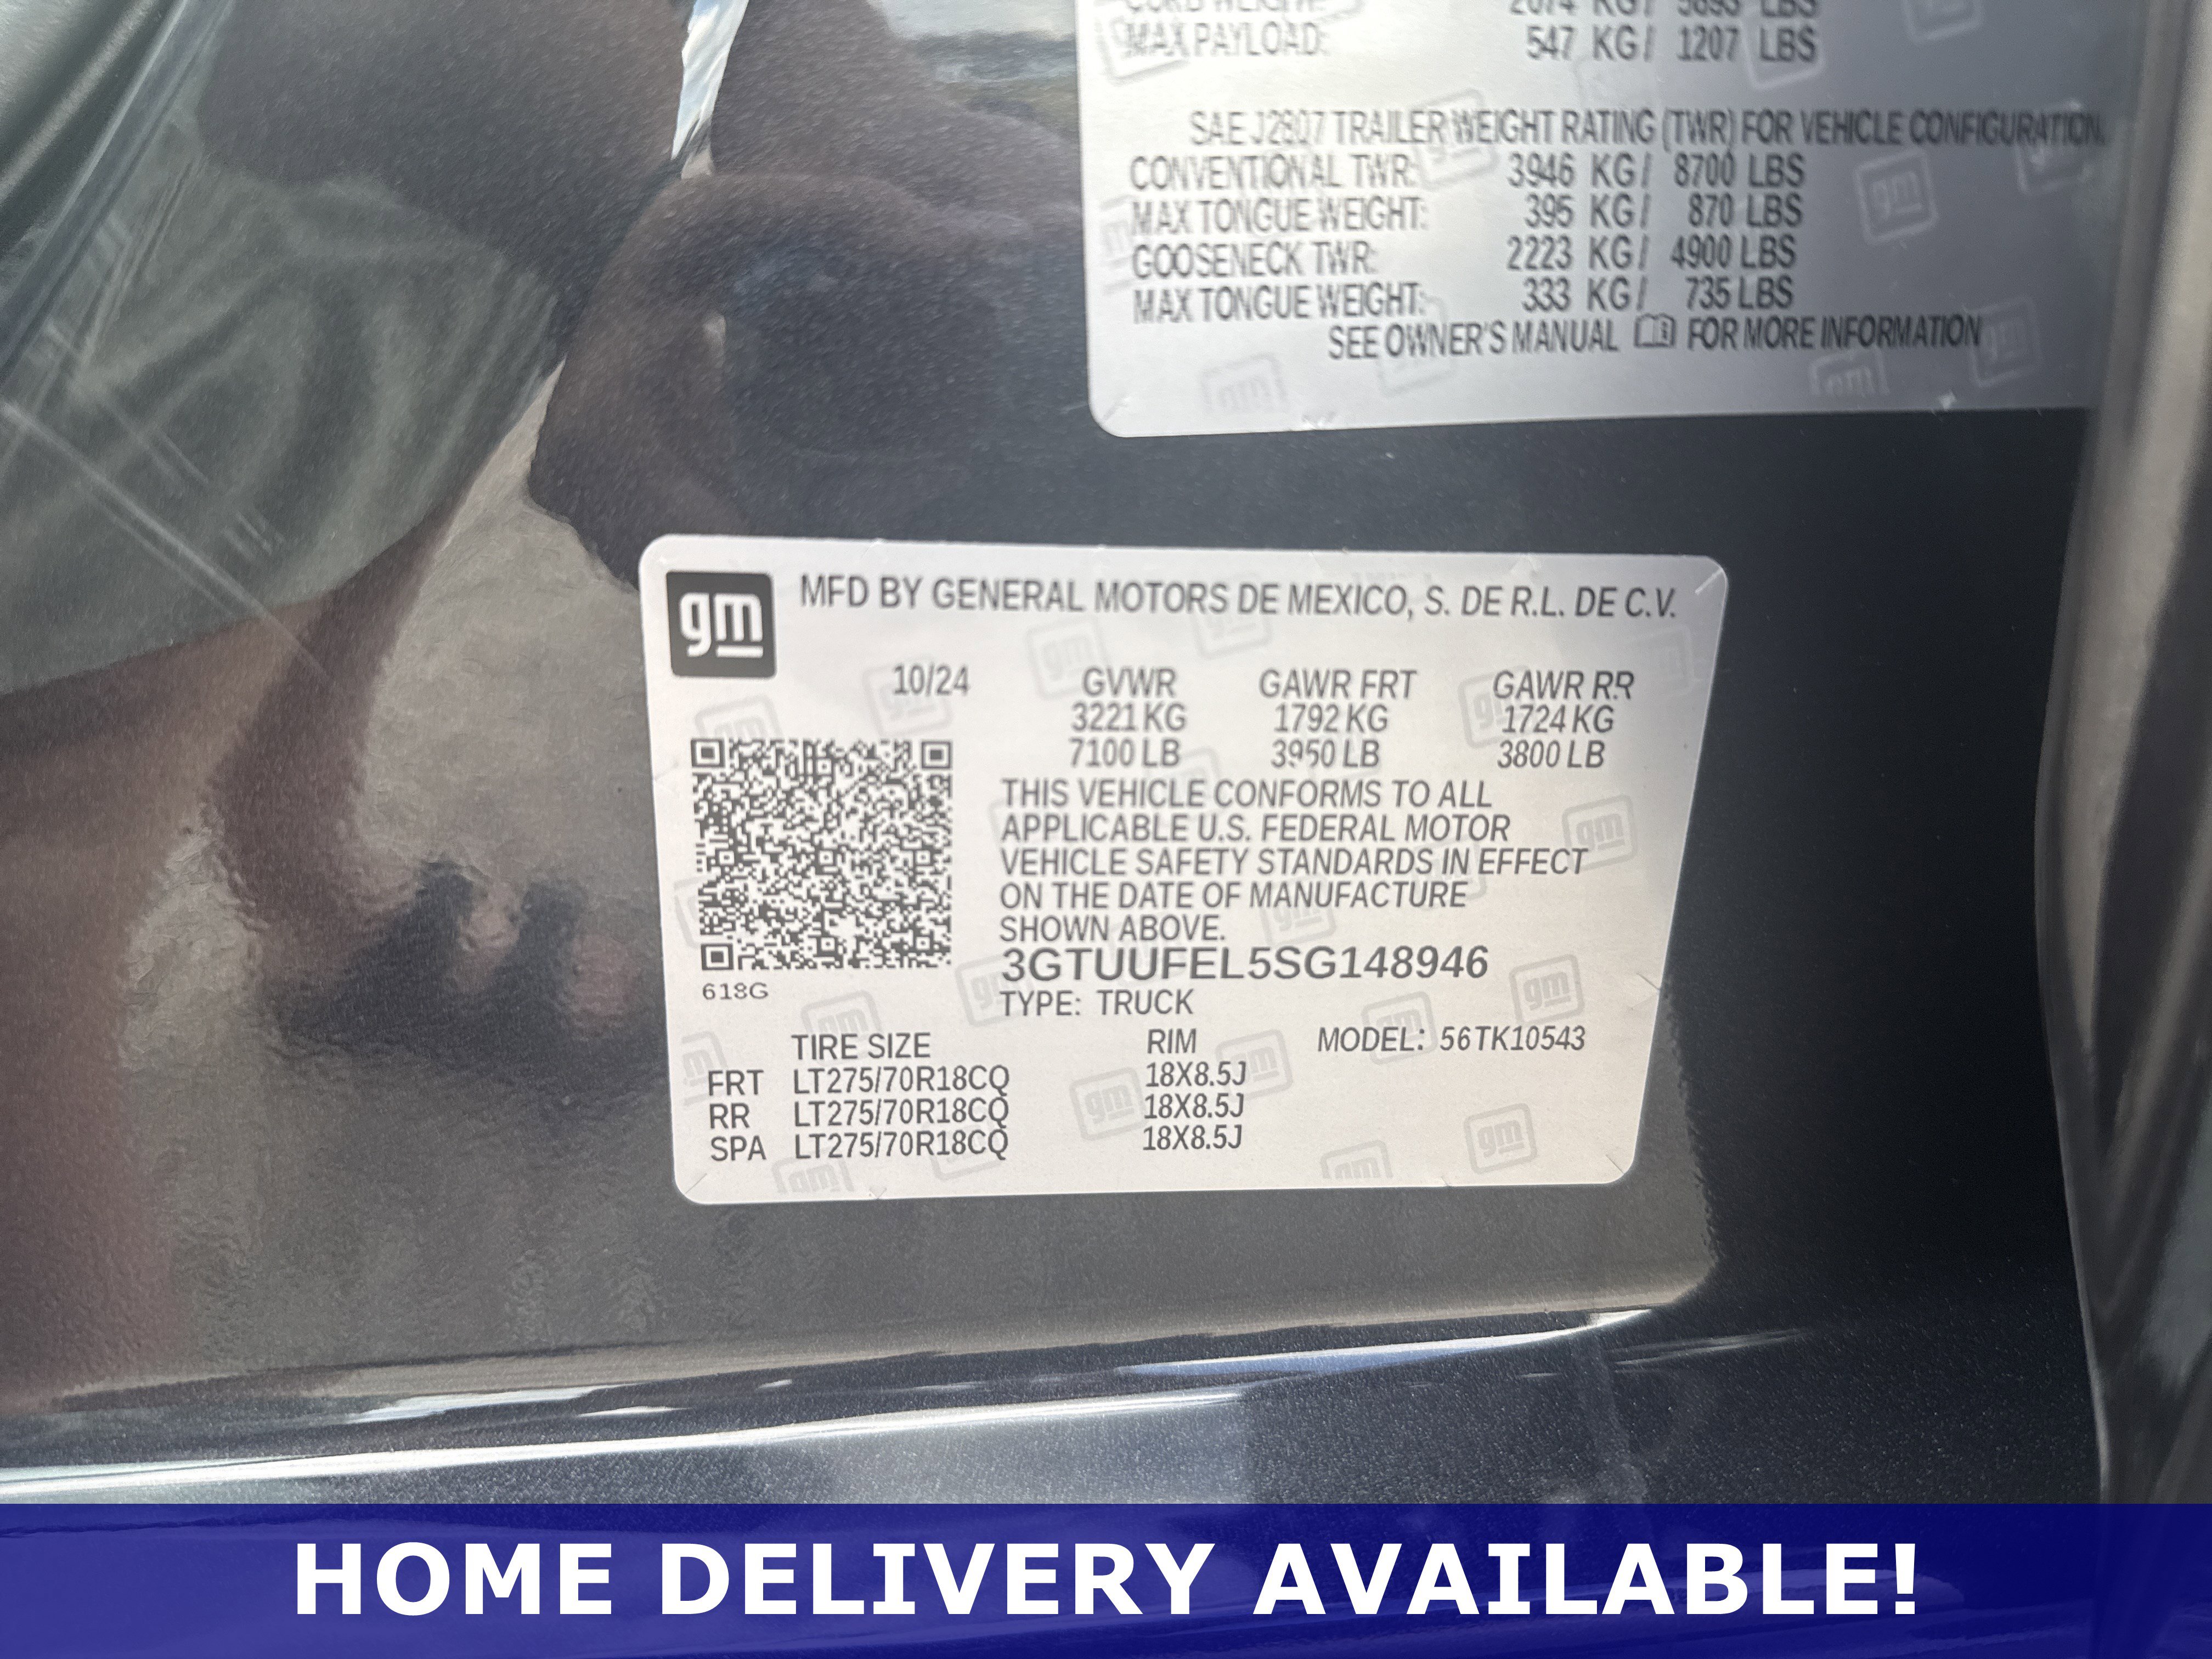 CURB WEIGHT: 2674 KG/ 5893 LBS
MAX PAYLOAD: 547 KG/ 1207 LBS
SAE J2807 TRAILER WEIGHT RATING (TWR) FOR VEHICLE CONFIGURATION.
CONVENTIONAL TWR: 3946 KG/ 8700 LBS
MAX TONGUE WEIGHT: 395 KG/ 870 LBS
GOOSENECK TWR: 2223 KG/ 4900 LBS
MAX TONGUE WEIGHT: 333 KG/ 735 LBS
SEE OWNER'S MANUAL FOR MORE INFORMATION
gm MFD BY GENERAL MOTORS DE MEXICO, S. DE R.L. DE C.V.
10/24 GVWR GAWR FRT GAWR RR
3221 KG 1792 KG 1724 KG
7100 LB 3950 LB 3800 LB
THIS VEHICLE CONFORMS TO ALL
APPLICABLE U.S. FEDERAL MOTOR
VEHICLE SAFETY STANDARDS IN EFFECT
ON THE DATE OF MANUFACTURE
SHOWN ABOVE.
3GTUUFEL5SG148946
618G
TYPE: TRUCK
TIRE SIZE RIM MODEL: 56TK10543
FRT LT275/70R18CQ 18X8.5J
RR LT275/70R18CQ 18X8.5J
SPA LT275/70R18CQ 18X8.5J
HOME DELIVERY AVAILABLE!